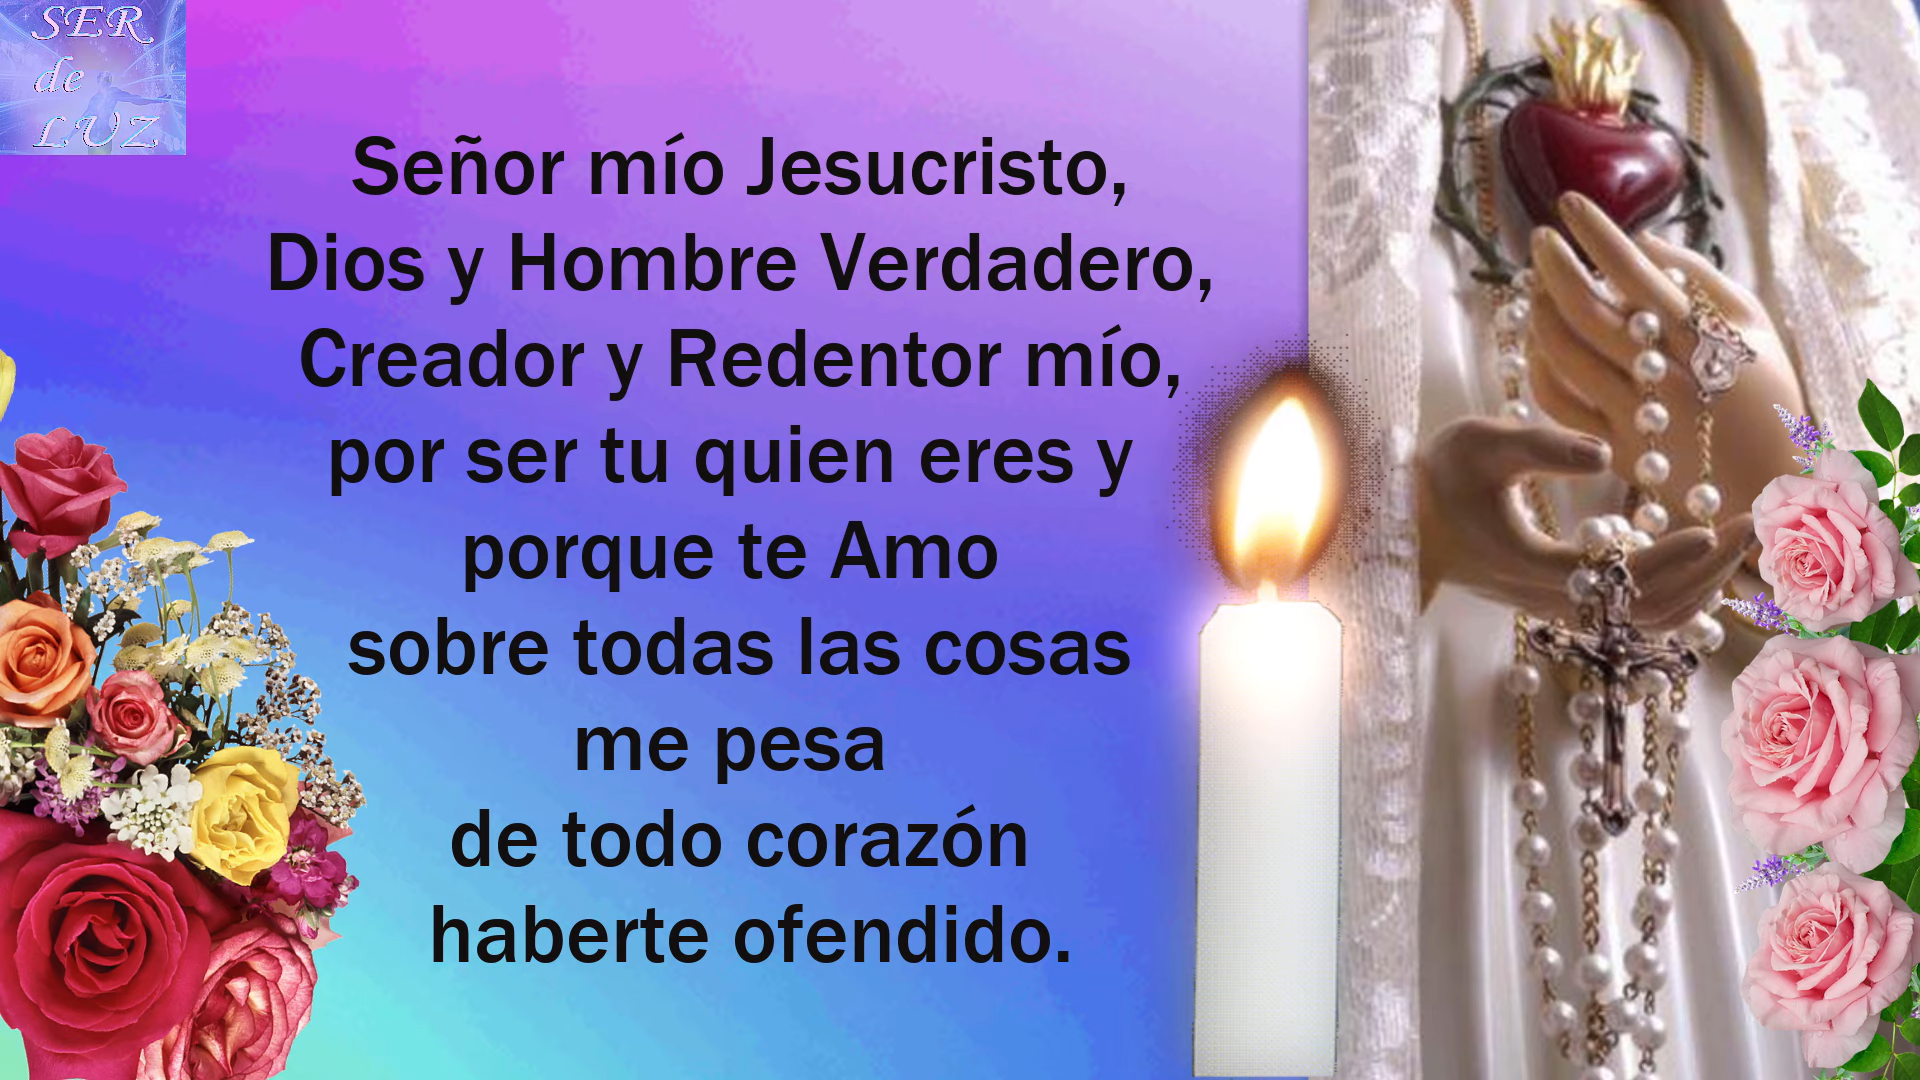 SER
de
LUZ
Señor mío Jesucristo,
Dios y Hombre Verdadero,
Creador y Redentor mío,
por ser tu quien eres y
porque te Amo
sobre todas las cosas
me pesa
de todo corazón
haberte ofendido.